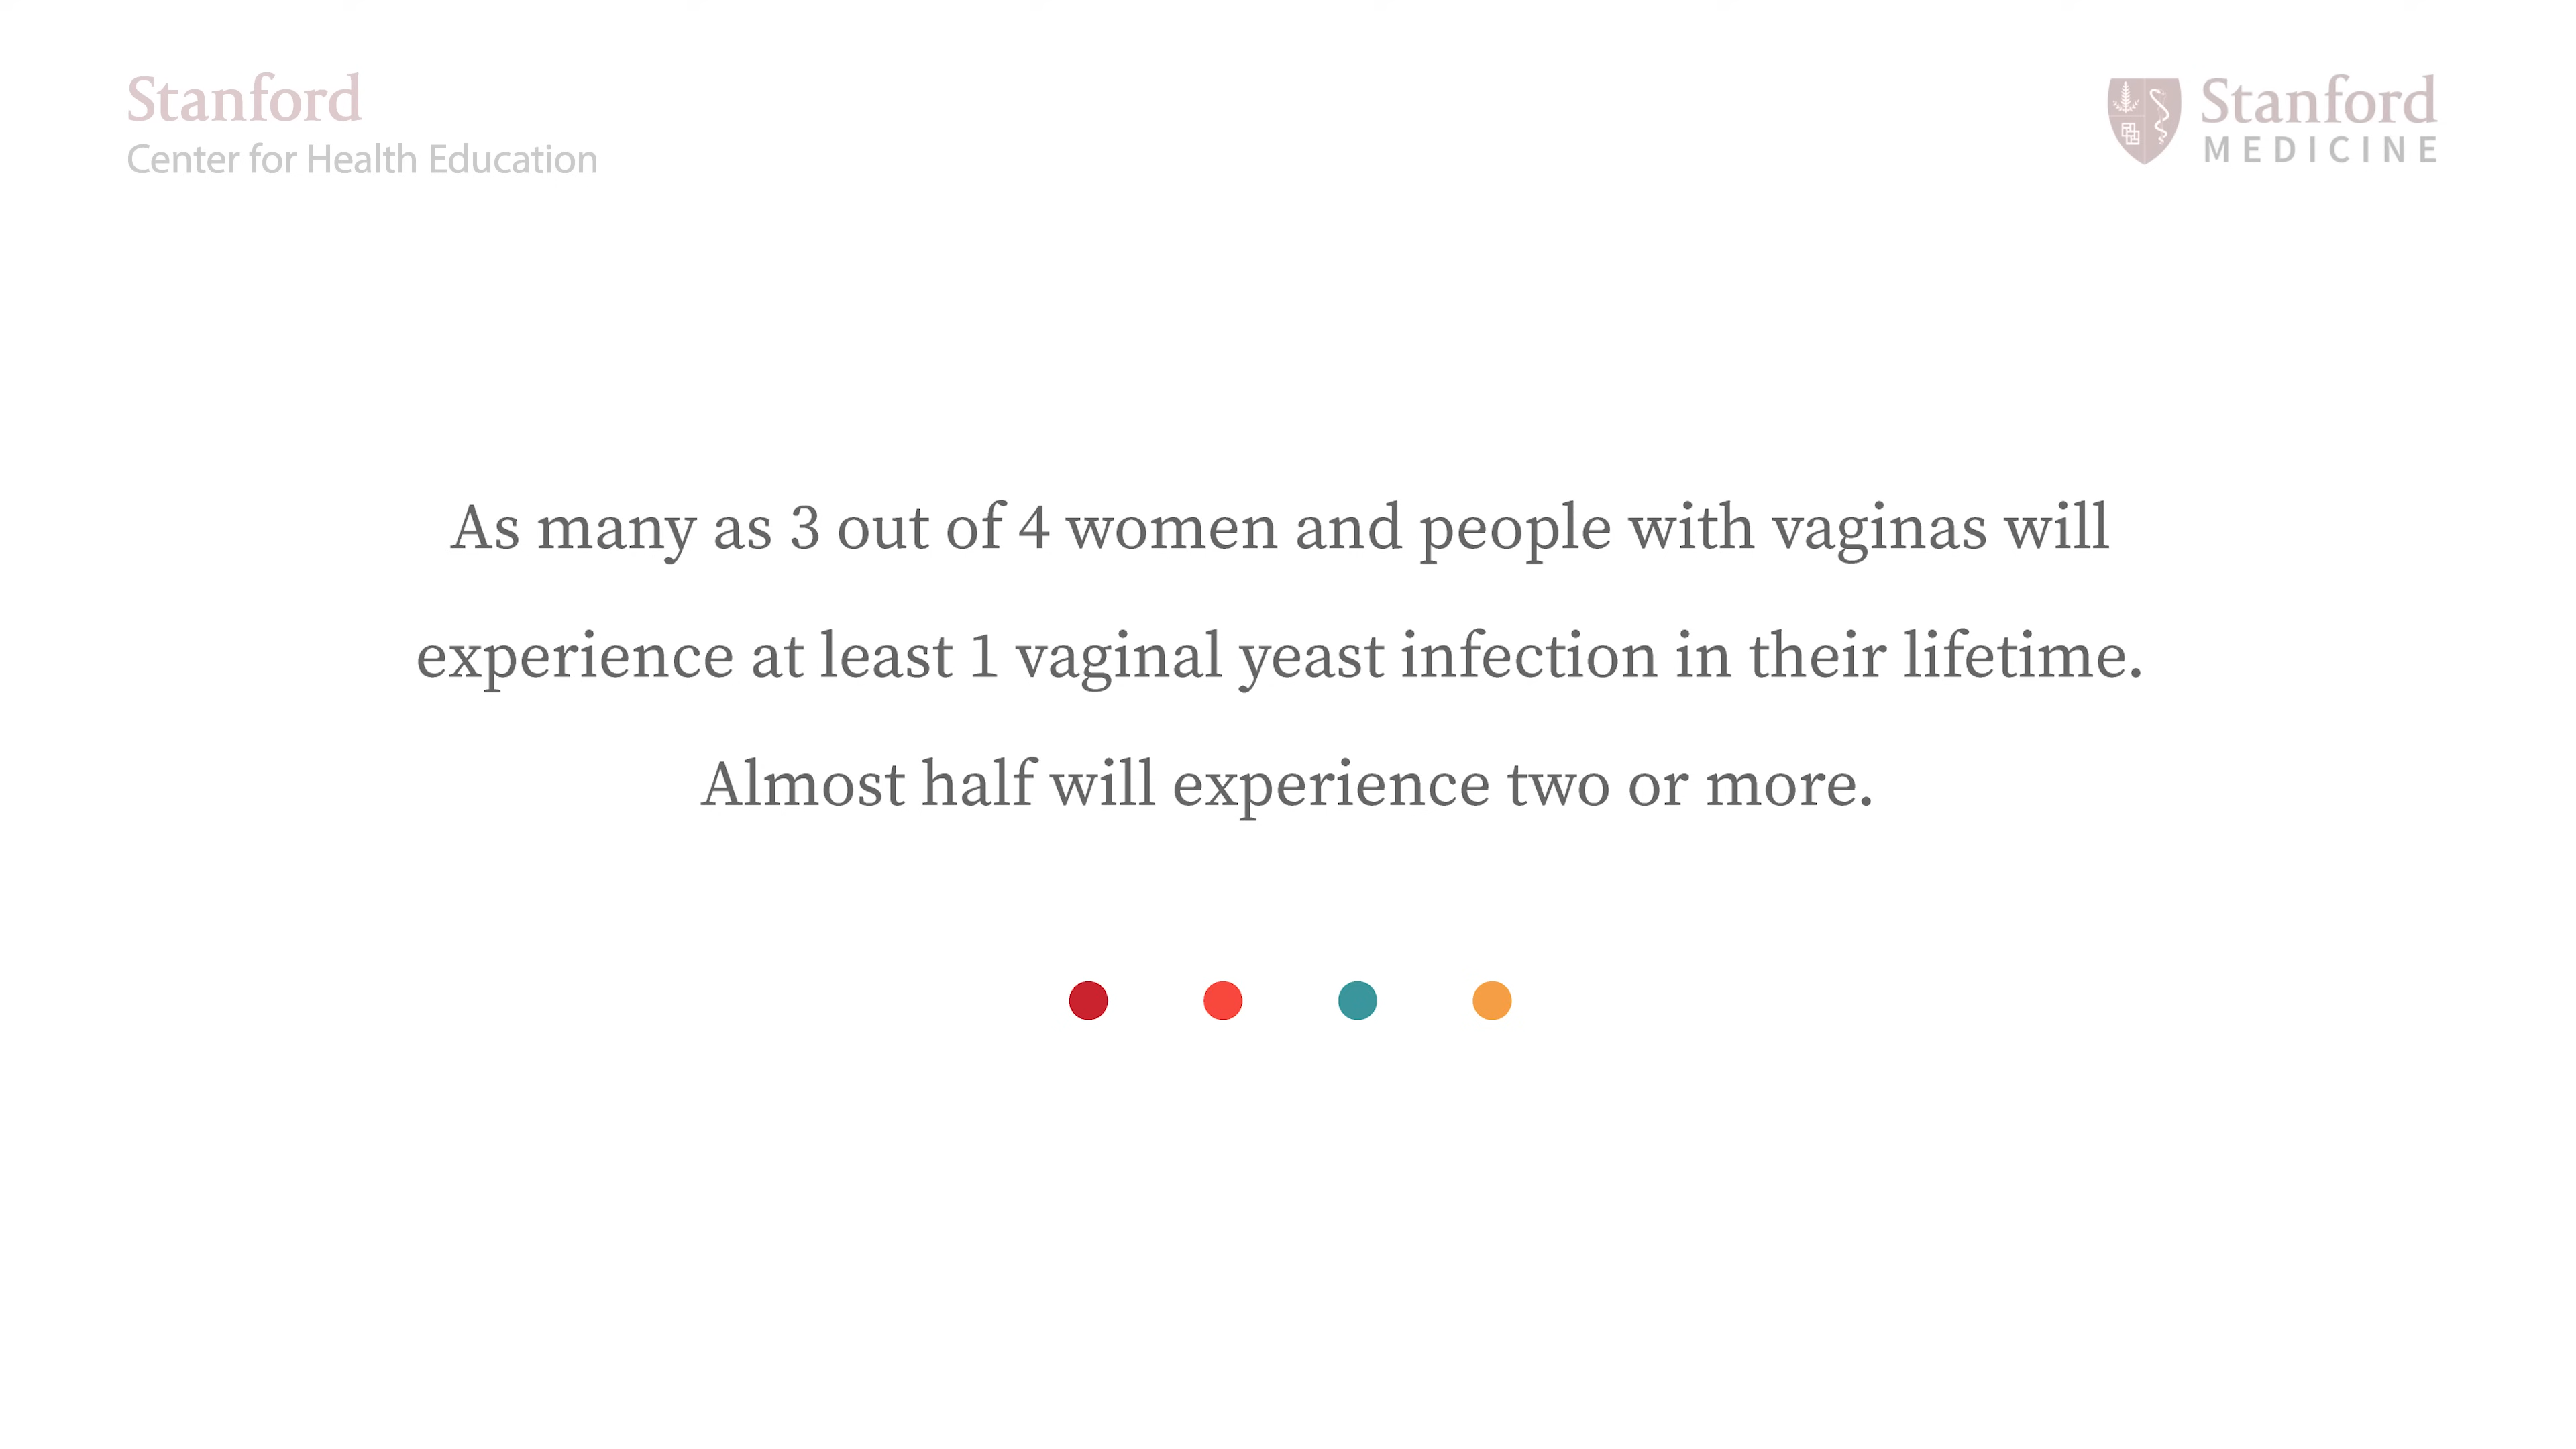 Stanford
Center for Health Education
Stanford
MEDICINE
As many as 3 out of 4 women and people with vaginas will
experience at least 1 vaginal yeast infection in their lifetime.
Almost half will experience two or more.